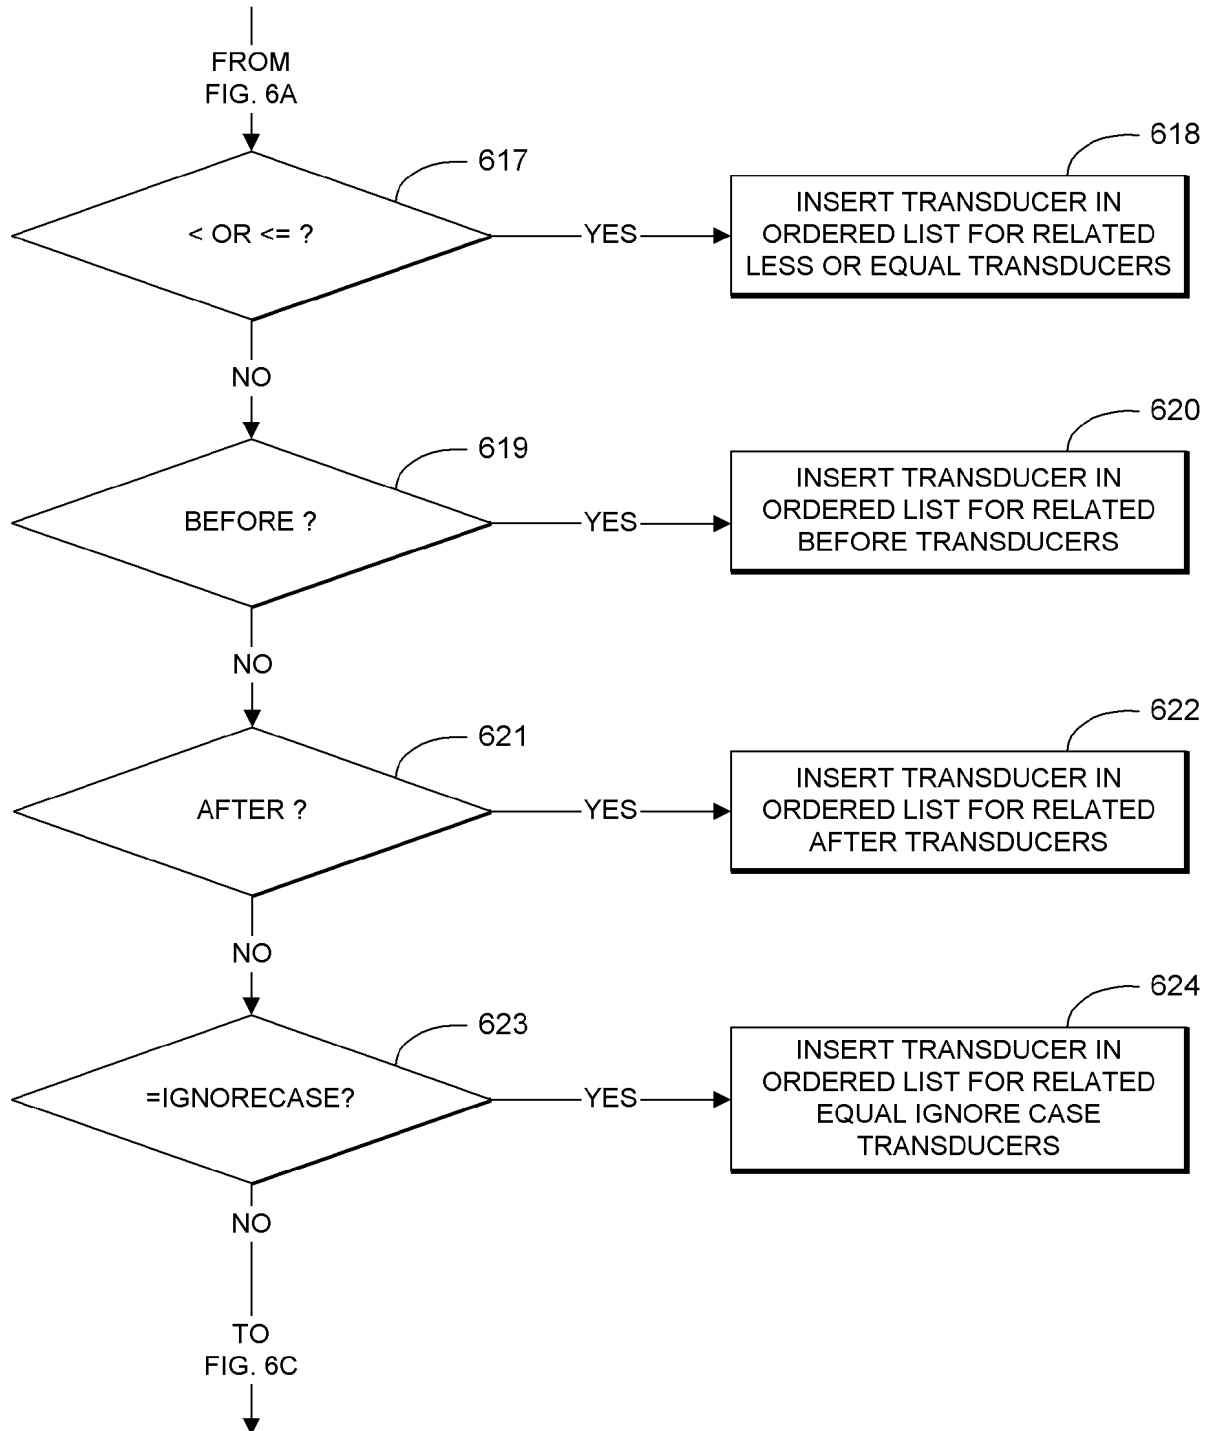 FROM
FIG. 6A
617
< OR <= ?
YES
618
INSERT TRANSDUCER IN
ORDERED LIST FOR RELATED
LESS OR EQUAL TRANSDUCERS
NO
619
BEFORE ?
YES
620
INSERT TRANSDUCER IN
ORDERED LIST FOR RELATED
BEFORE TRANSDUCERS
NO
621
AFTER ?
YES
622
INSERT TRANSDUCER IN
ORDERED LIST FOR RELATED
AFTER TRANSDUCERS
NO
623
=IGNORECASE?
YES
624
INSERT TRANSDUCER IN
ORDERED LIST FOR RELATED
EQUAL IGNORE CASE
TRANSDUCERS
NO
TO
FIG. 6C